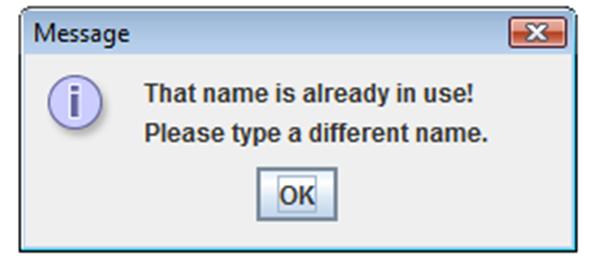 Message
That name is already in use!
Please type a different name.
OK